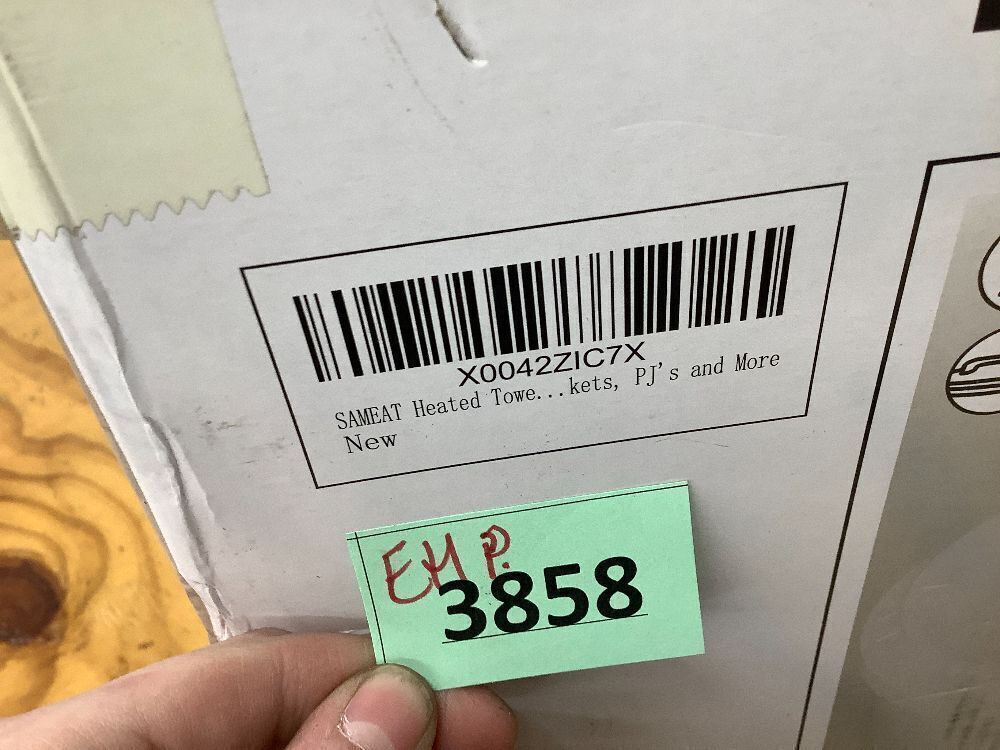 X0042ZIC7X
SAMEAT Heated Towe...kets, PJ's and More
New
EMP.
3858